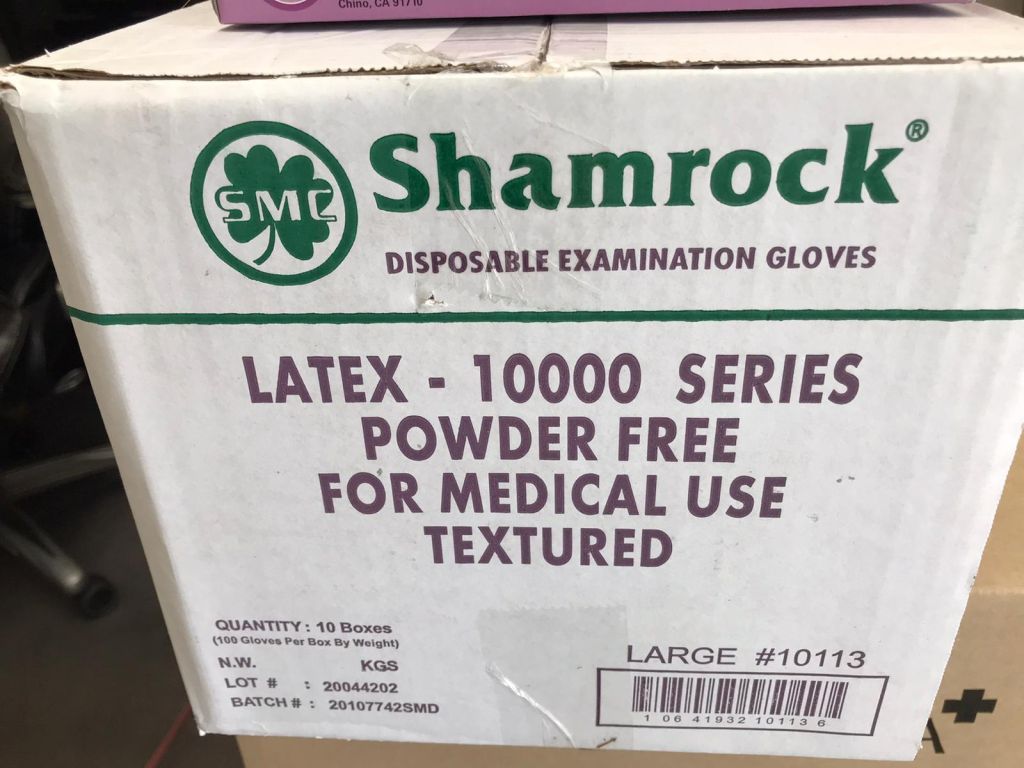 Chino, CA 91710
SMC
Shamrock®
DISPOSABLE EXAMINATION GLOVES
LATEX - 10000 SERIES
POWDER FREE
FOR MEDICAL USE
TEXTURED
QUANTITY : 10 Boxes
(100 Gloves Per Box By Weight)
N.W. KGS
LOT # : 20044202
BATCH # : 20107742SMD
LARGE #10113
1 06 41932 10113 6
A